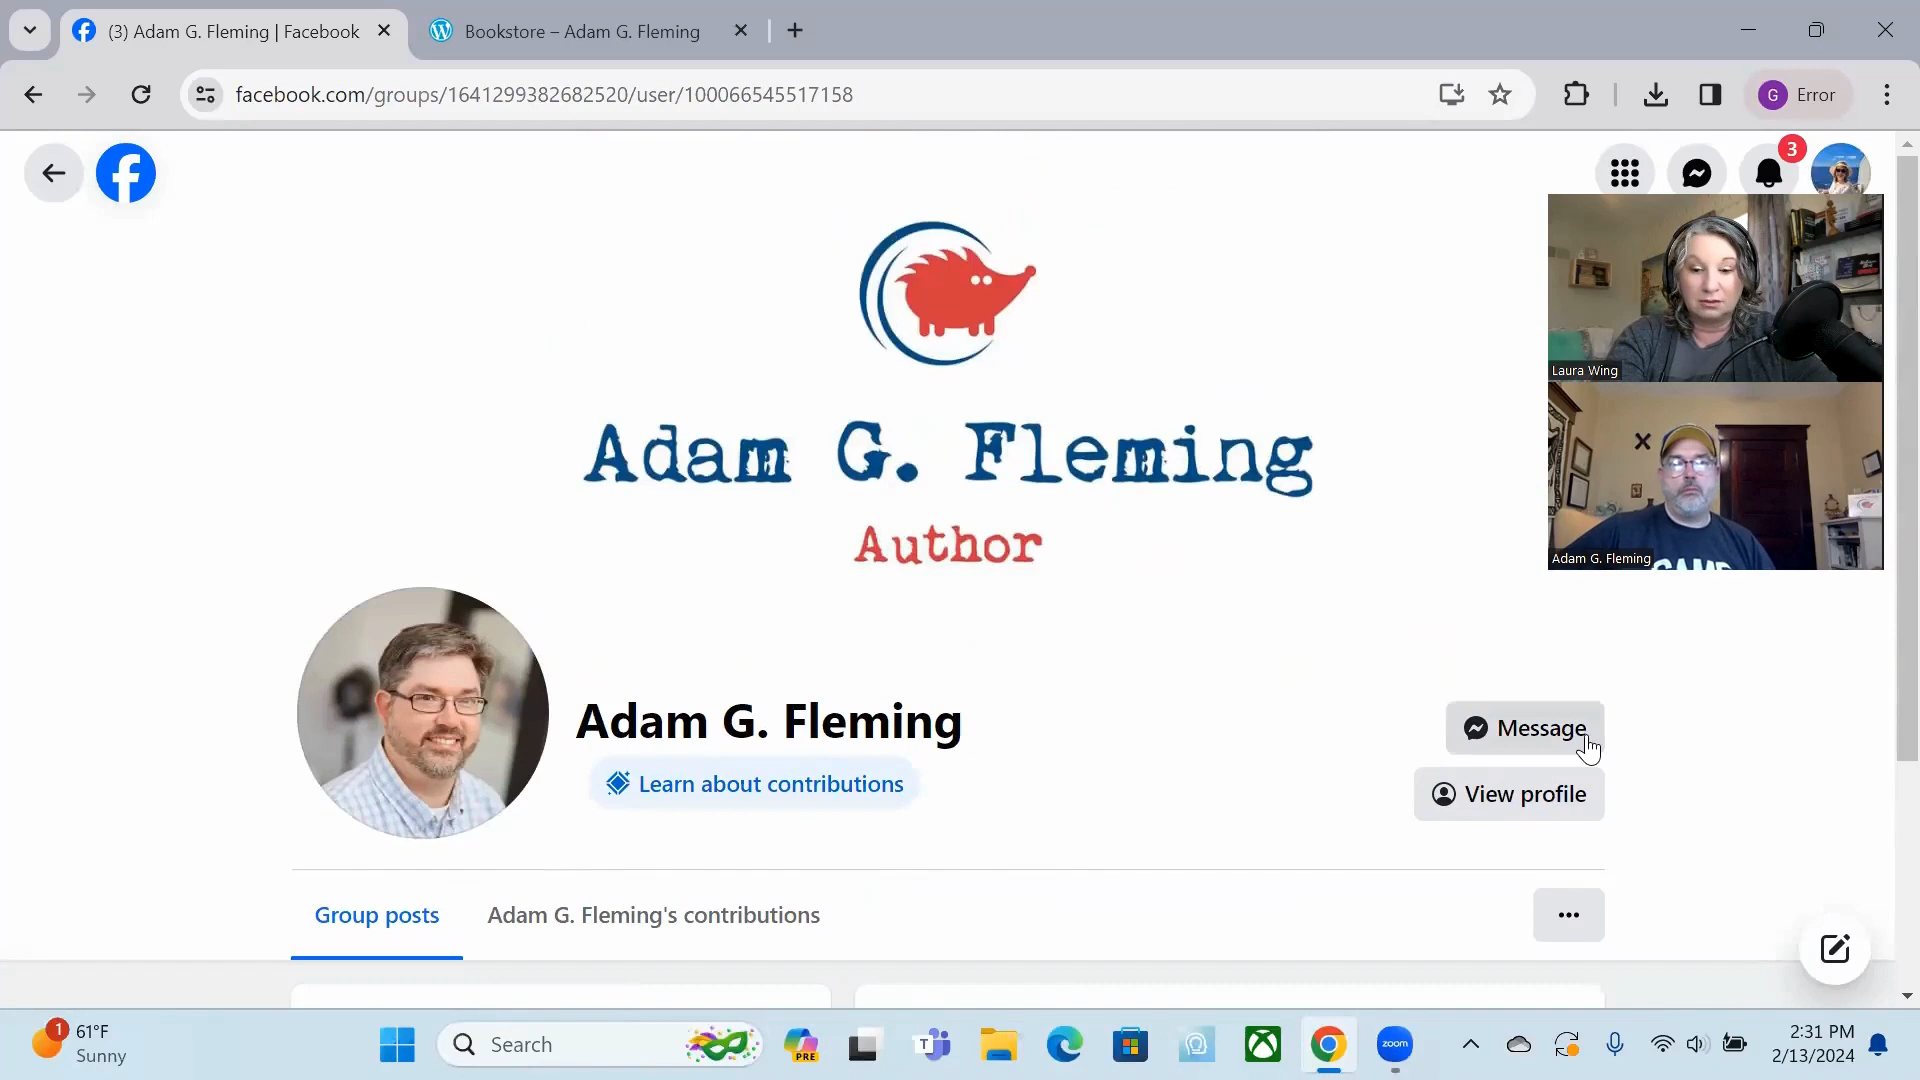 (3) Adam G. Fleming | Facebook
Bookstore – Adam G. Fleming
facebook.com/groups/1641299382682520/user/100066545517158
G Error
3
Laura Wing
Adam G. Fleming
Adam G. Fleming
Author
Adam G. Fleming
Learn about contributions
Message
View profile
Group posts
Adam G. Fleming's contributions
1
61°F
Sunny
Search
PRE
T
zoom
2:31 PM
2/13/2024